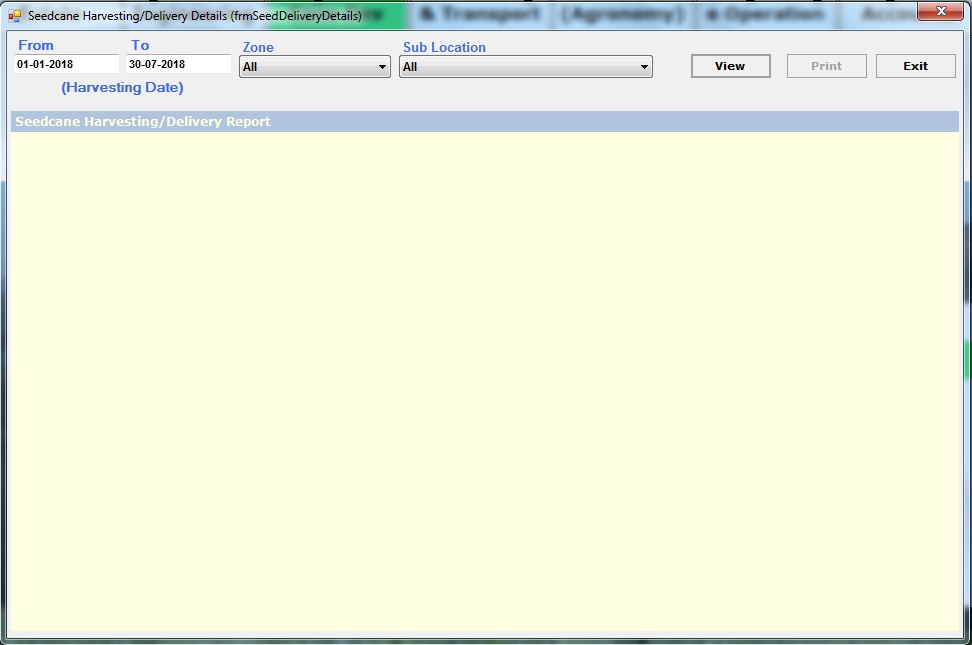 Seedcane Harvesting/Delivery Details (frmSeedDeliveryDetails)
& Transport (Agronomy) e-Operation
From To Zone Sub Location
01-01-2018 30-07-2018 All All View Print Exit
(Harvesting Date)
Seedcane Harvesting/Delivery Report